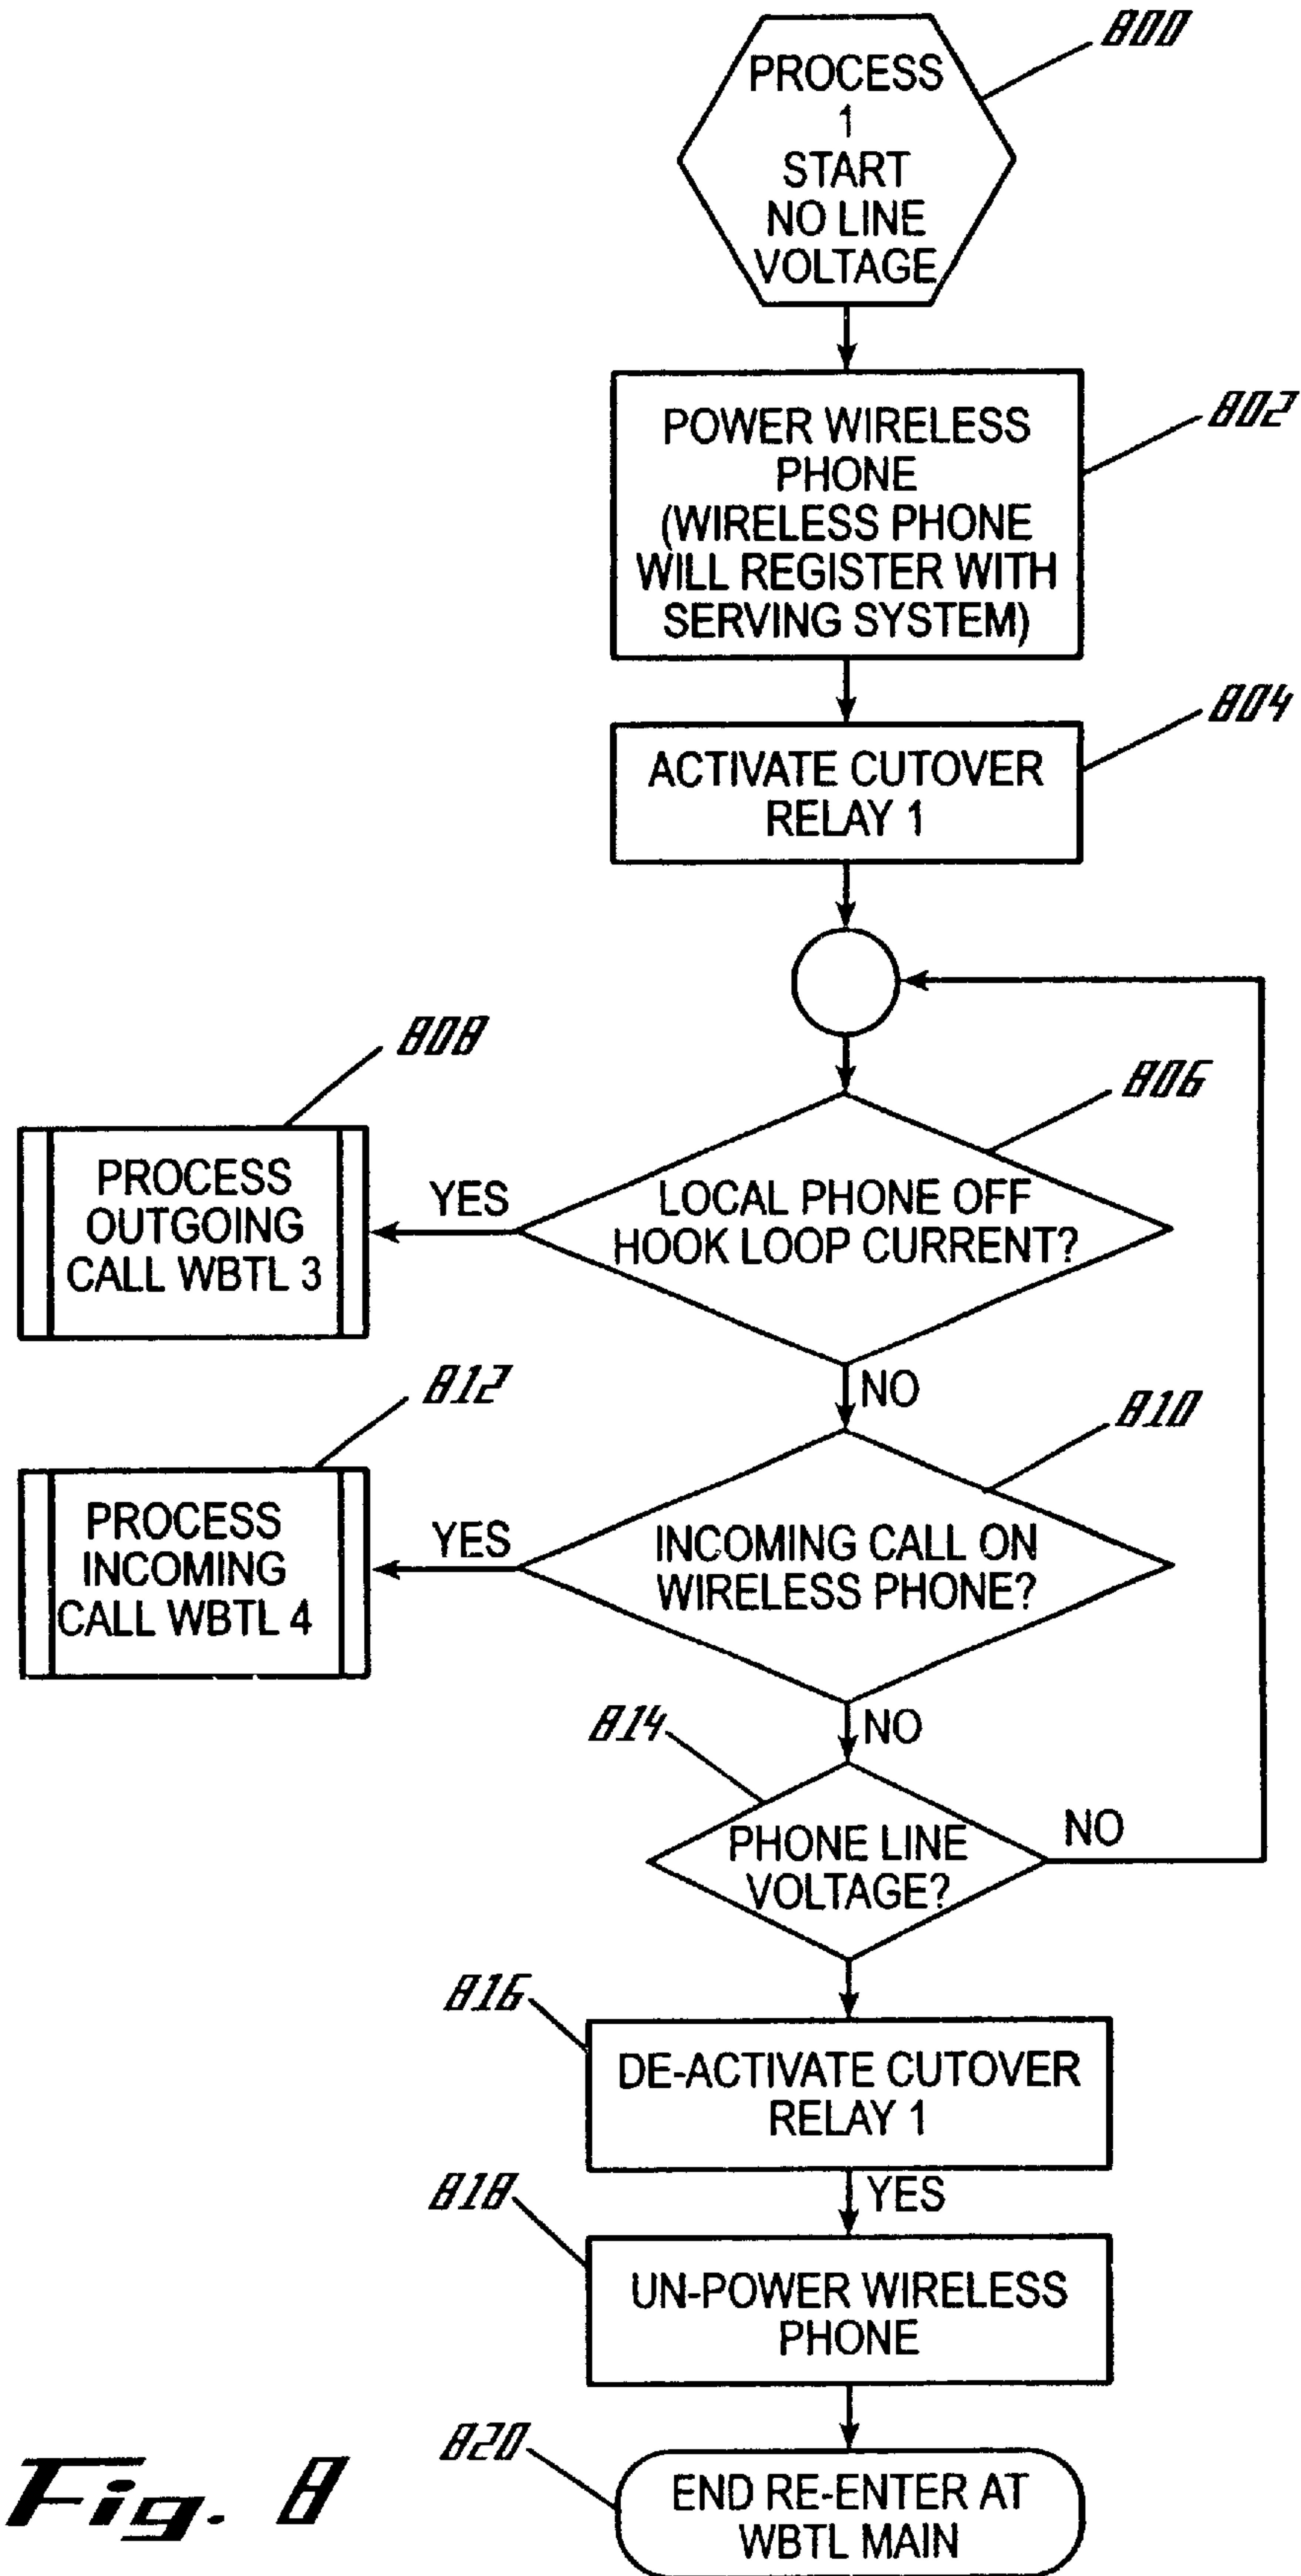 800
PROCESS
1
START
NO LINE
VOLTAGE
802
POWER WIRELESS
PHONE
(WIRELESS PHONE
WILL REGISTER WITH
SERVING SYSTEM)
804
ACTIVATE CUTOVER
RELAY 1
808
806
PROCESS
OUTGOING
CALL WBTL 3
YES
LOCAL PHONE OFF
HOOK LOOP CURRENT?
NO
812
810
PROCESS
INCOMING
CALL WBTL 4
YES
INCOMING CALL ON
WIRELESS PHONE?
NO
814
PHONE LINE
VOLTAGE?
NO
816
DE-ACTIVATE CUTOVER
RELAY 1
YES
818
UN-POWER WIRELESS
PHONE
820
END RE-ENTER AT
WBTL MAIN
Fig. 8